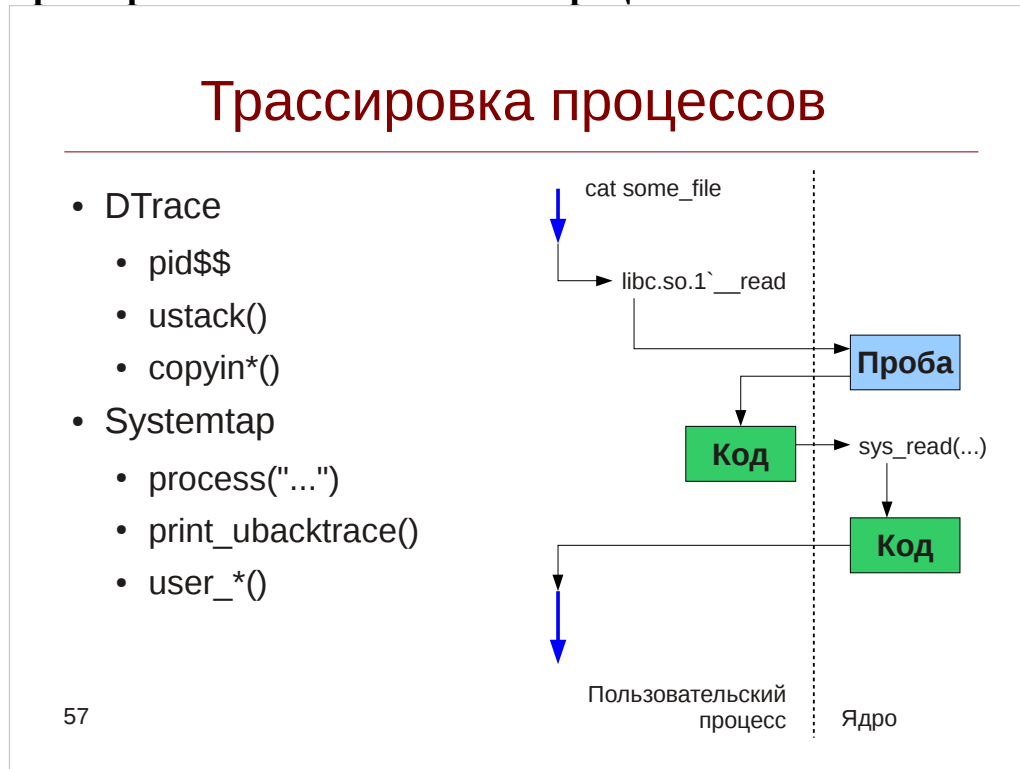 Трассировка процессов
• DTrace
• pid$$
• ustack()
• copyin*()
• Systemtap
• process("...")
• print_ubacktrace()
• user_*()
cat some_file
libc.so.1`__read
Проба
Код
sys_read(...)
Код
Пользовательский
процесс
Ядро
57